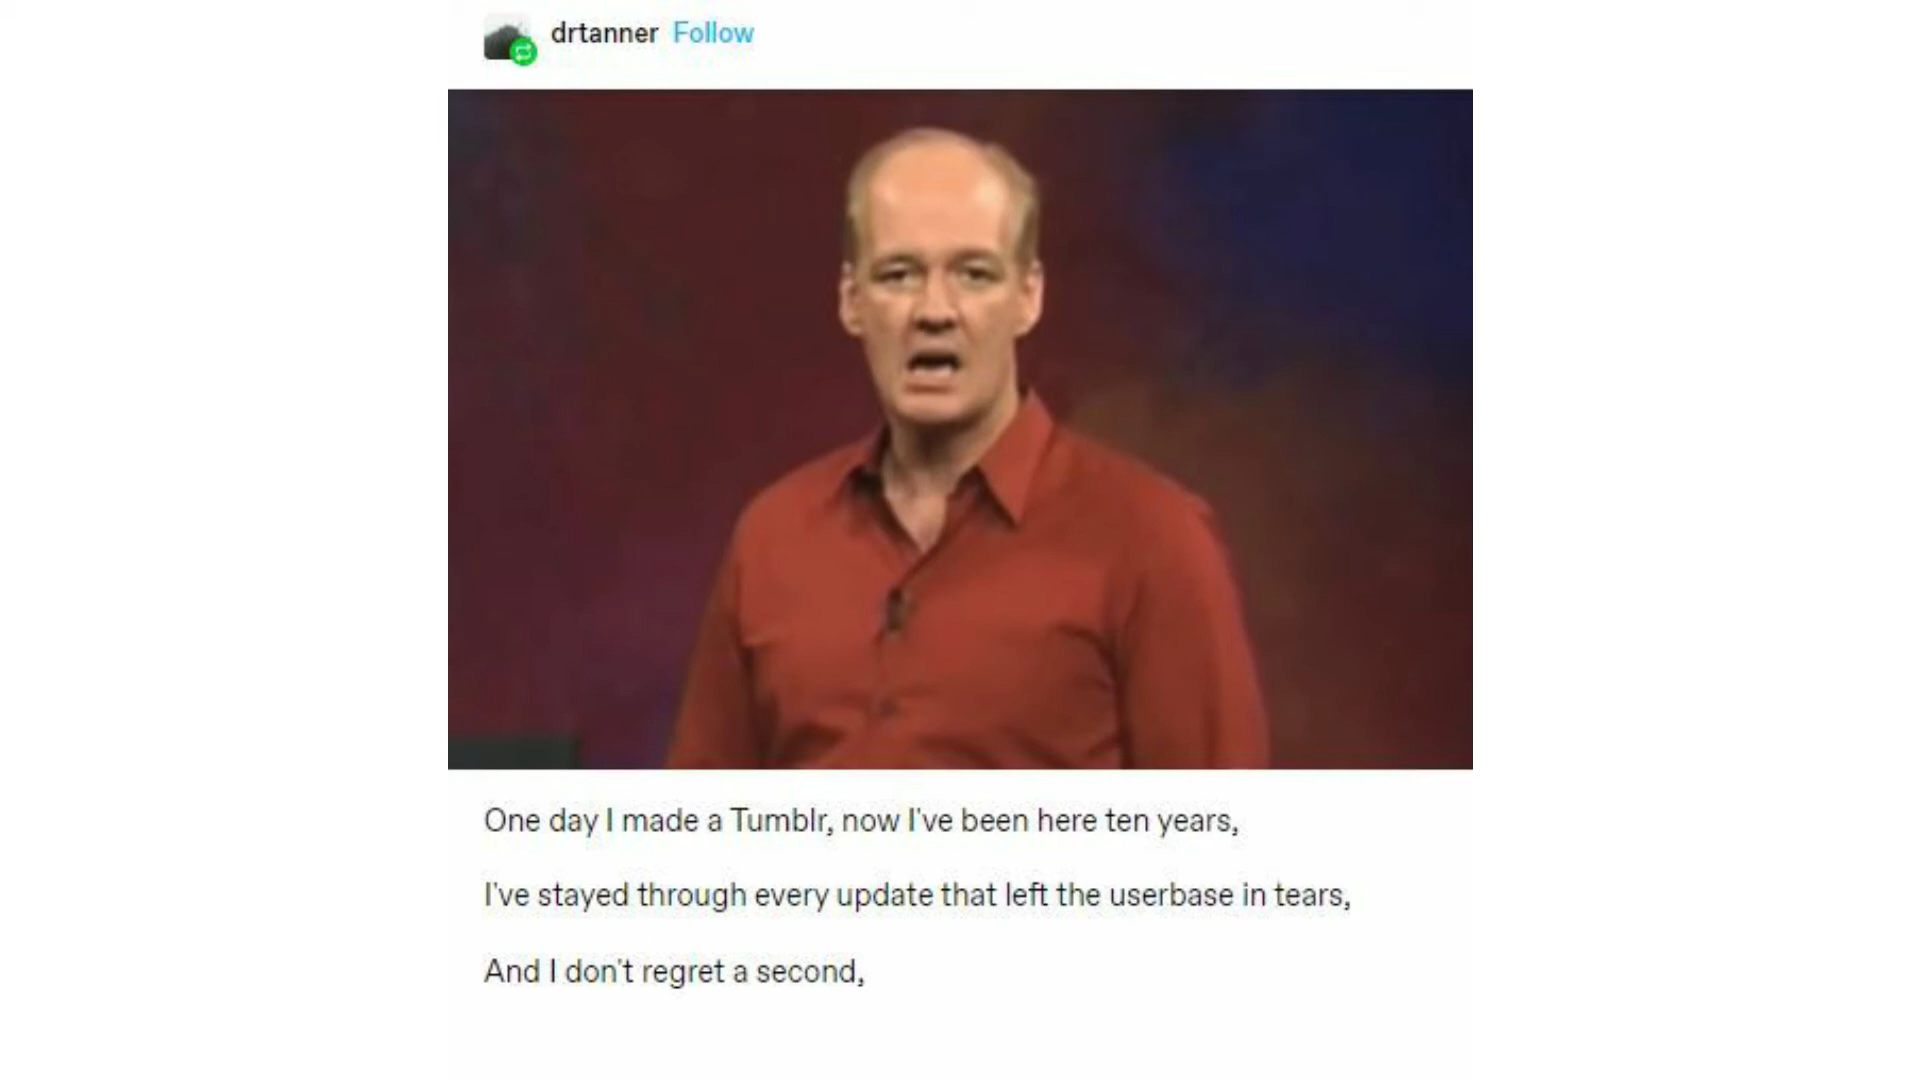 drtanner Follow
One day I made a Tumblr, now I've been here ten years,
I've stayed through every update that left the userbase in tears,
And I don't regret a second,